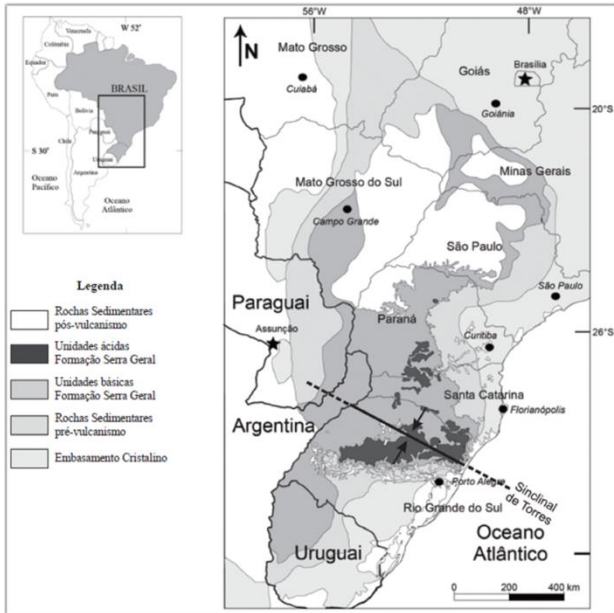 W 52°
Venezuela
Colômbia
Equador
Peru
BRASIL
Bolívia
Paraguai
S 30°
Chile
Uruguai
Argentina
Oceano
Pacífico
Oceano
Atlântico
Legenda
Rochas Sedimentares
pós-vulcanismo
Unidades ácidas
Formação Serra Geral
Unidades básicas
Formação Serra Geral
Rochas Sedimentares
pré-vulcanismo
Embasamento Cristalino
56°W
48°W
N
Mato Grosso
Cuiabá
Goiás
Brasília
Goiânia
20°S
Minas Gerais
Mato Grosso do Sul
Campo Grande
São Paulo
São Paulo
Paraguai
Assunção
Paraná
26°S
Curitiba
Santa Catarina
Florianópolis
Argentina
Porto Alegre
Sinclinal
de Torres
Rio Grande do Sul
Oceano
Atlântico
Uruguai
0 200 400 km